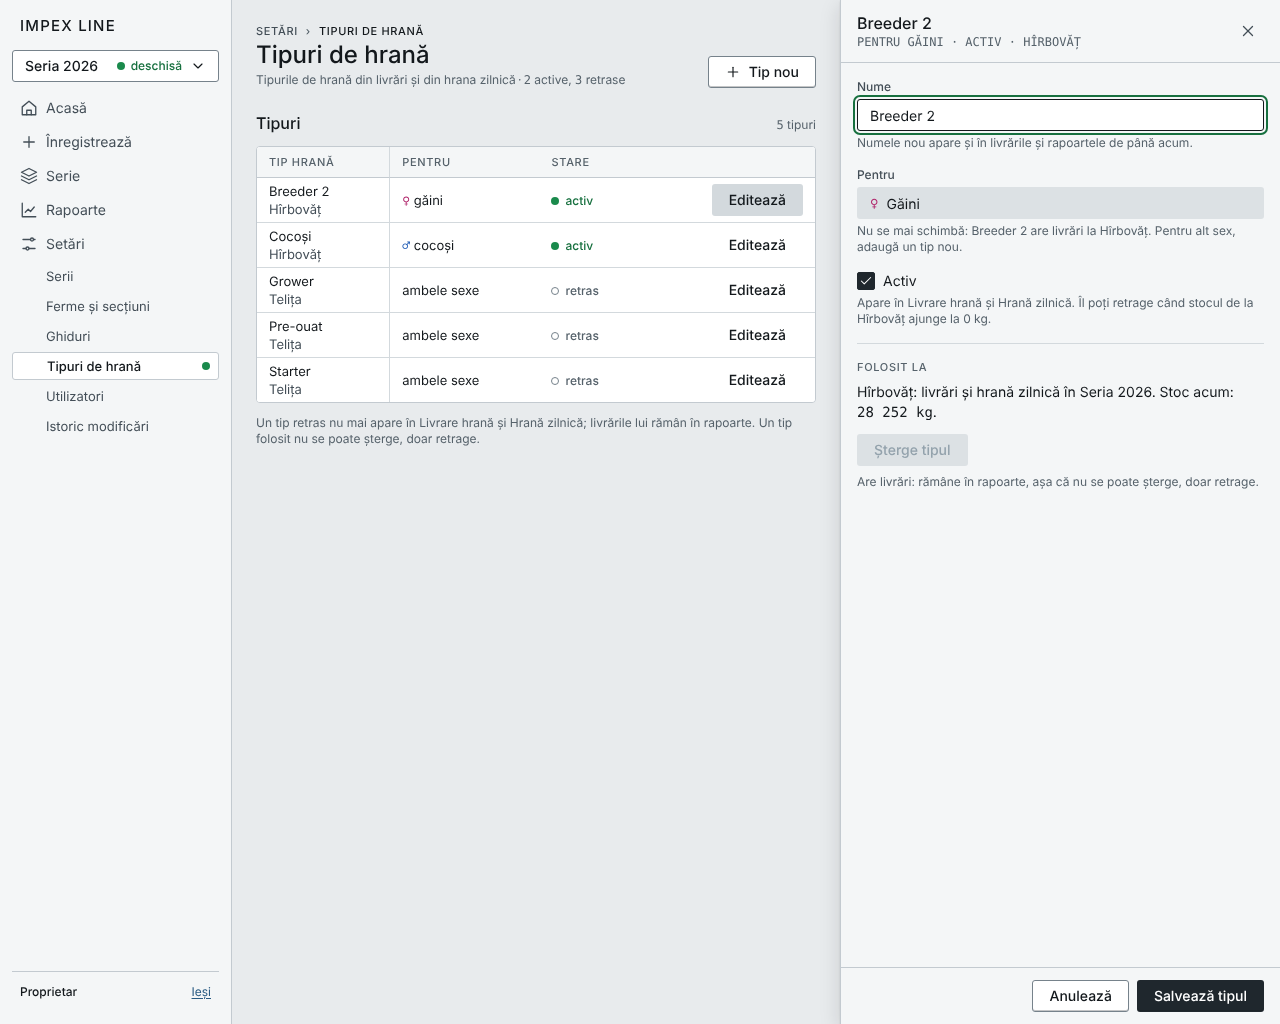 IMPEX LINE
Seria 2026 deschisă
Acasă
Înregistrează
Serie
Rapoarte
Setări
Serii
Ferme și secțiuni
Ghiduri
Tipuri de hrană
Utilizatori
Istoric modificări
Proprietar Ieși
SETĂRI › TIPURI DE HRANĂ
Tipuri de hrană
Tipurile de hrană din livrări și din hrana zilnică · 2 active, 3 retrase
Tip nou
Tipuri 5 tipuri
TIP HRANĂ PENTRU STARE
Breeder 2
Hîrbovăț
♀ găini activ Editează
Cocoși
Hîrbovăț
♂ cocoși activ Editează
Grower
Telița
ambele sexe retras Editează
Pre-ouat
Telița
ambele sexe retras Editează
Starter
Telița
ambele sexe retras Editează
Un tip retras nu mai apare în Livrare hrană și Hrană zilnică; livrările lui rămân în rapoarte. Un tip
folosit nu se poate șterge, doar retrage.
Breeder 2
PENTRU GĂINI · ACTIV · HÎRBOVĂȚ
Nume
Breeder 2
Numele nou apare și în livrările și rapoartele de până acum.
Pentru
♀ Găini
Nu se mai schimbă: Breeder 2 are livrări la Hîrbovăț. Pentru alt sex,
adaugă un tip nou.
Activ
Apare în Livrare hrană și Hrană zilnică. Îl poți retrage când stocul de la
Hîrbovăț ajunge la 0 kg.
FOLOSIT LA
Hîrbovăț: livrări și hrană zilnică în Seria 2026. Stoc acum:
28 252 kg.
Șterge tipul
Are livrări: rămâne în rapoarte, așa că nu se poate șterge, doar retrage.
Anulează
Salvează tipul